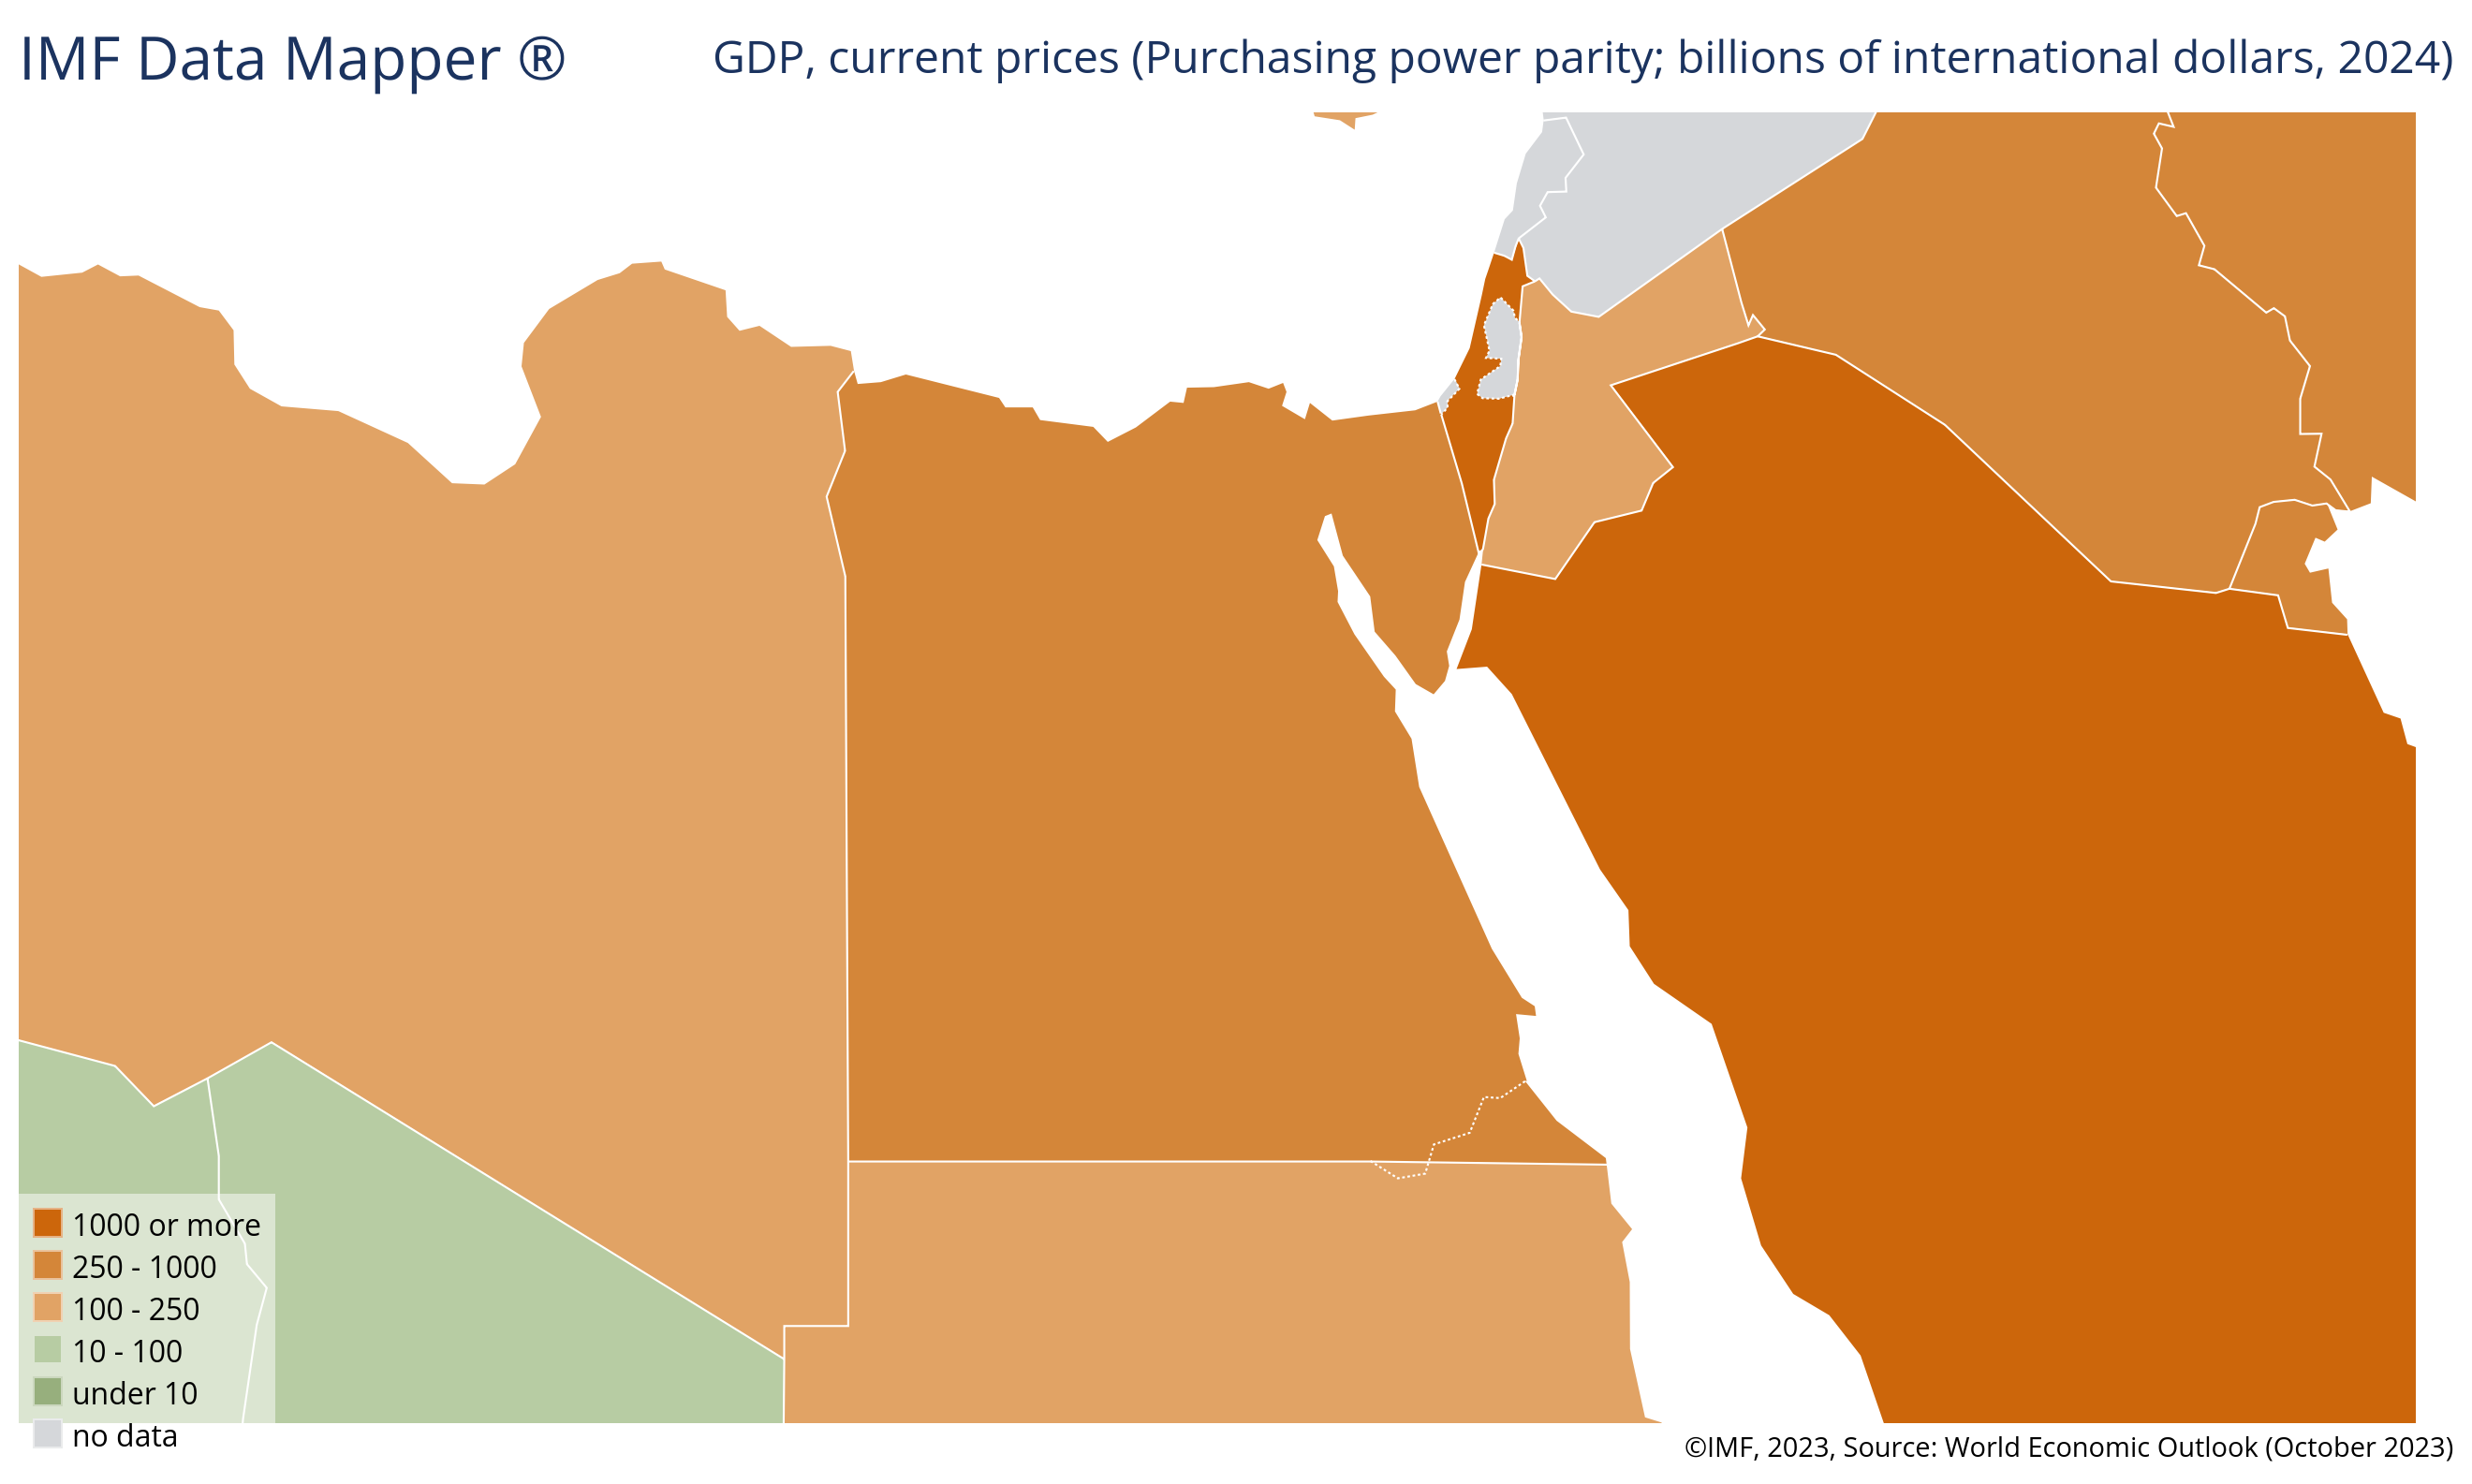 IMF Data Mapper ®
GDP, current prices (Purchasing power parity; billions of international dollars, 2024)
1000 or more
250 - 1000
100 - 250
10 - 100
under 10
no data
©IMF, 2023, Source: World Economic Outlook (October 2023)